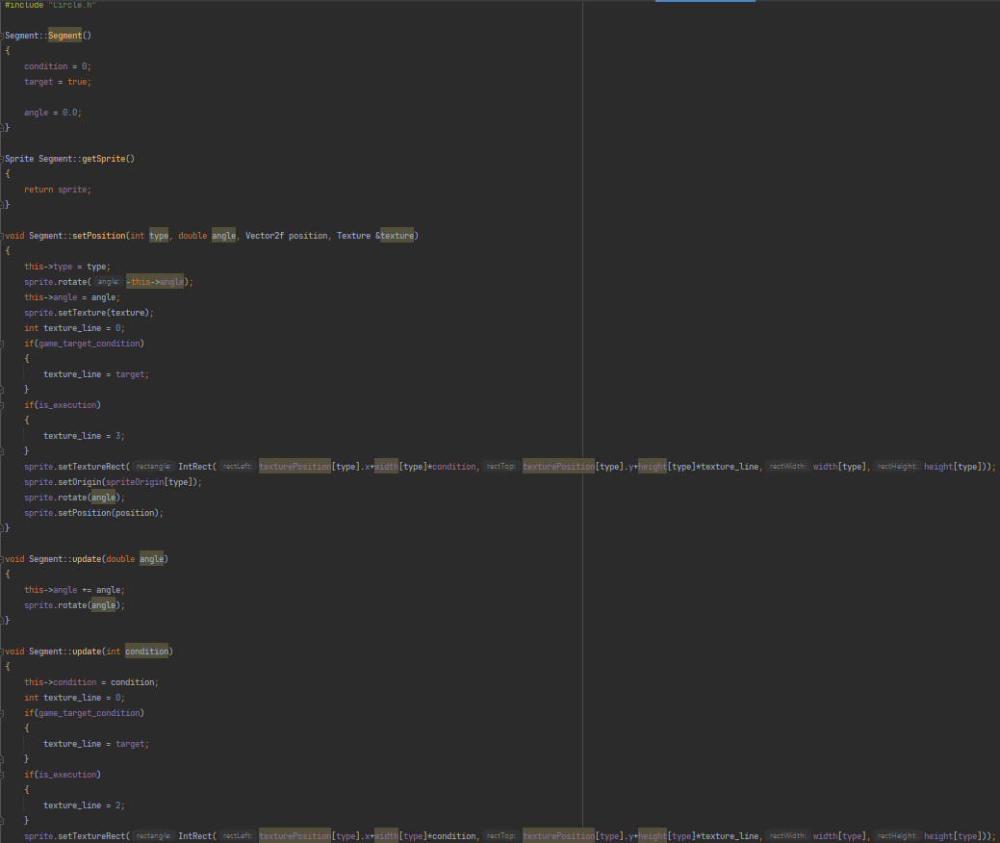 #include "Circle.h"
Segment::Segment()
{
condition = 0;
target = true;
angle = 0.0;
}
Sprite Segment::getSprite()
{
return sprite;
}
void Segment::setPosition(int type, double angle, Vector2f position, Texture &texture)
{
this->type = type;
sprite.rotate( angle: -this->angle);
this->angle = angle;
sprite.setTexture(texture);
int texture_line = 0;
if(game_target_condition)
{
texture_line = target;
}
if(is_execution)
{
texture_line = 3;
}
sprite.setTextureRect( rectangle: IntRect( rectLeft: texturePosition[type].x+width[type]*condition, rectTop: texturePosition[type].y+height[type]*texture_line, rectWidth: width[type], rectHeight: height[type]));
sprite.setOrigin(spriteOrigin[type]);
sprite.rotate(angle);
sprite.setPosition(position);
}
void Segment::update(double angle)
{
this->angle += angle;
sprite.rotate(angle);
}
void Segment::update(int condition)
{
this->condition = condition;
int texture_line = 0;
if(game_target_condition)
{
texture_line = target;
}
if(is_execution)
{
texture_line = 2;
}
sprite.setTextureRect( rectangle: IntRect( rectLeft: texturePosition[type].x+width[type]*condition, rectTop: texturePosition[type].y+height[type]*texture_line, rectWidth: width[type], rectHeight: height[type]));